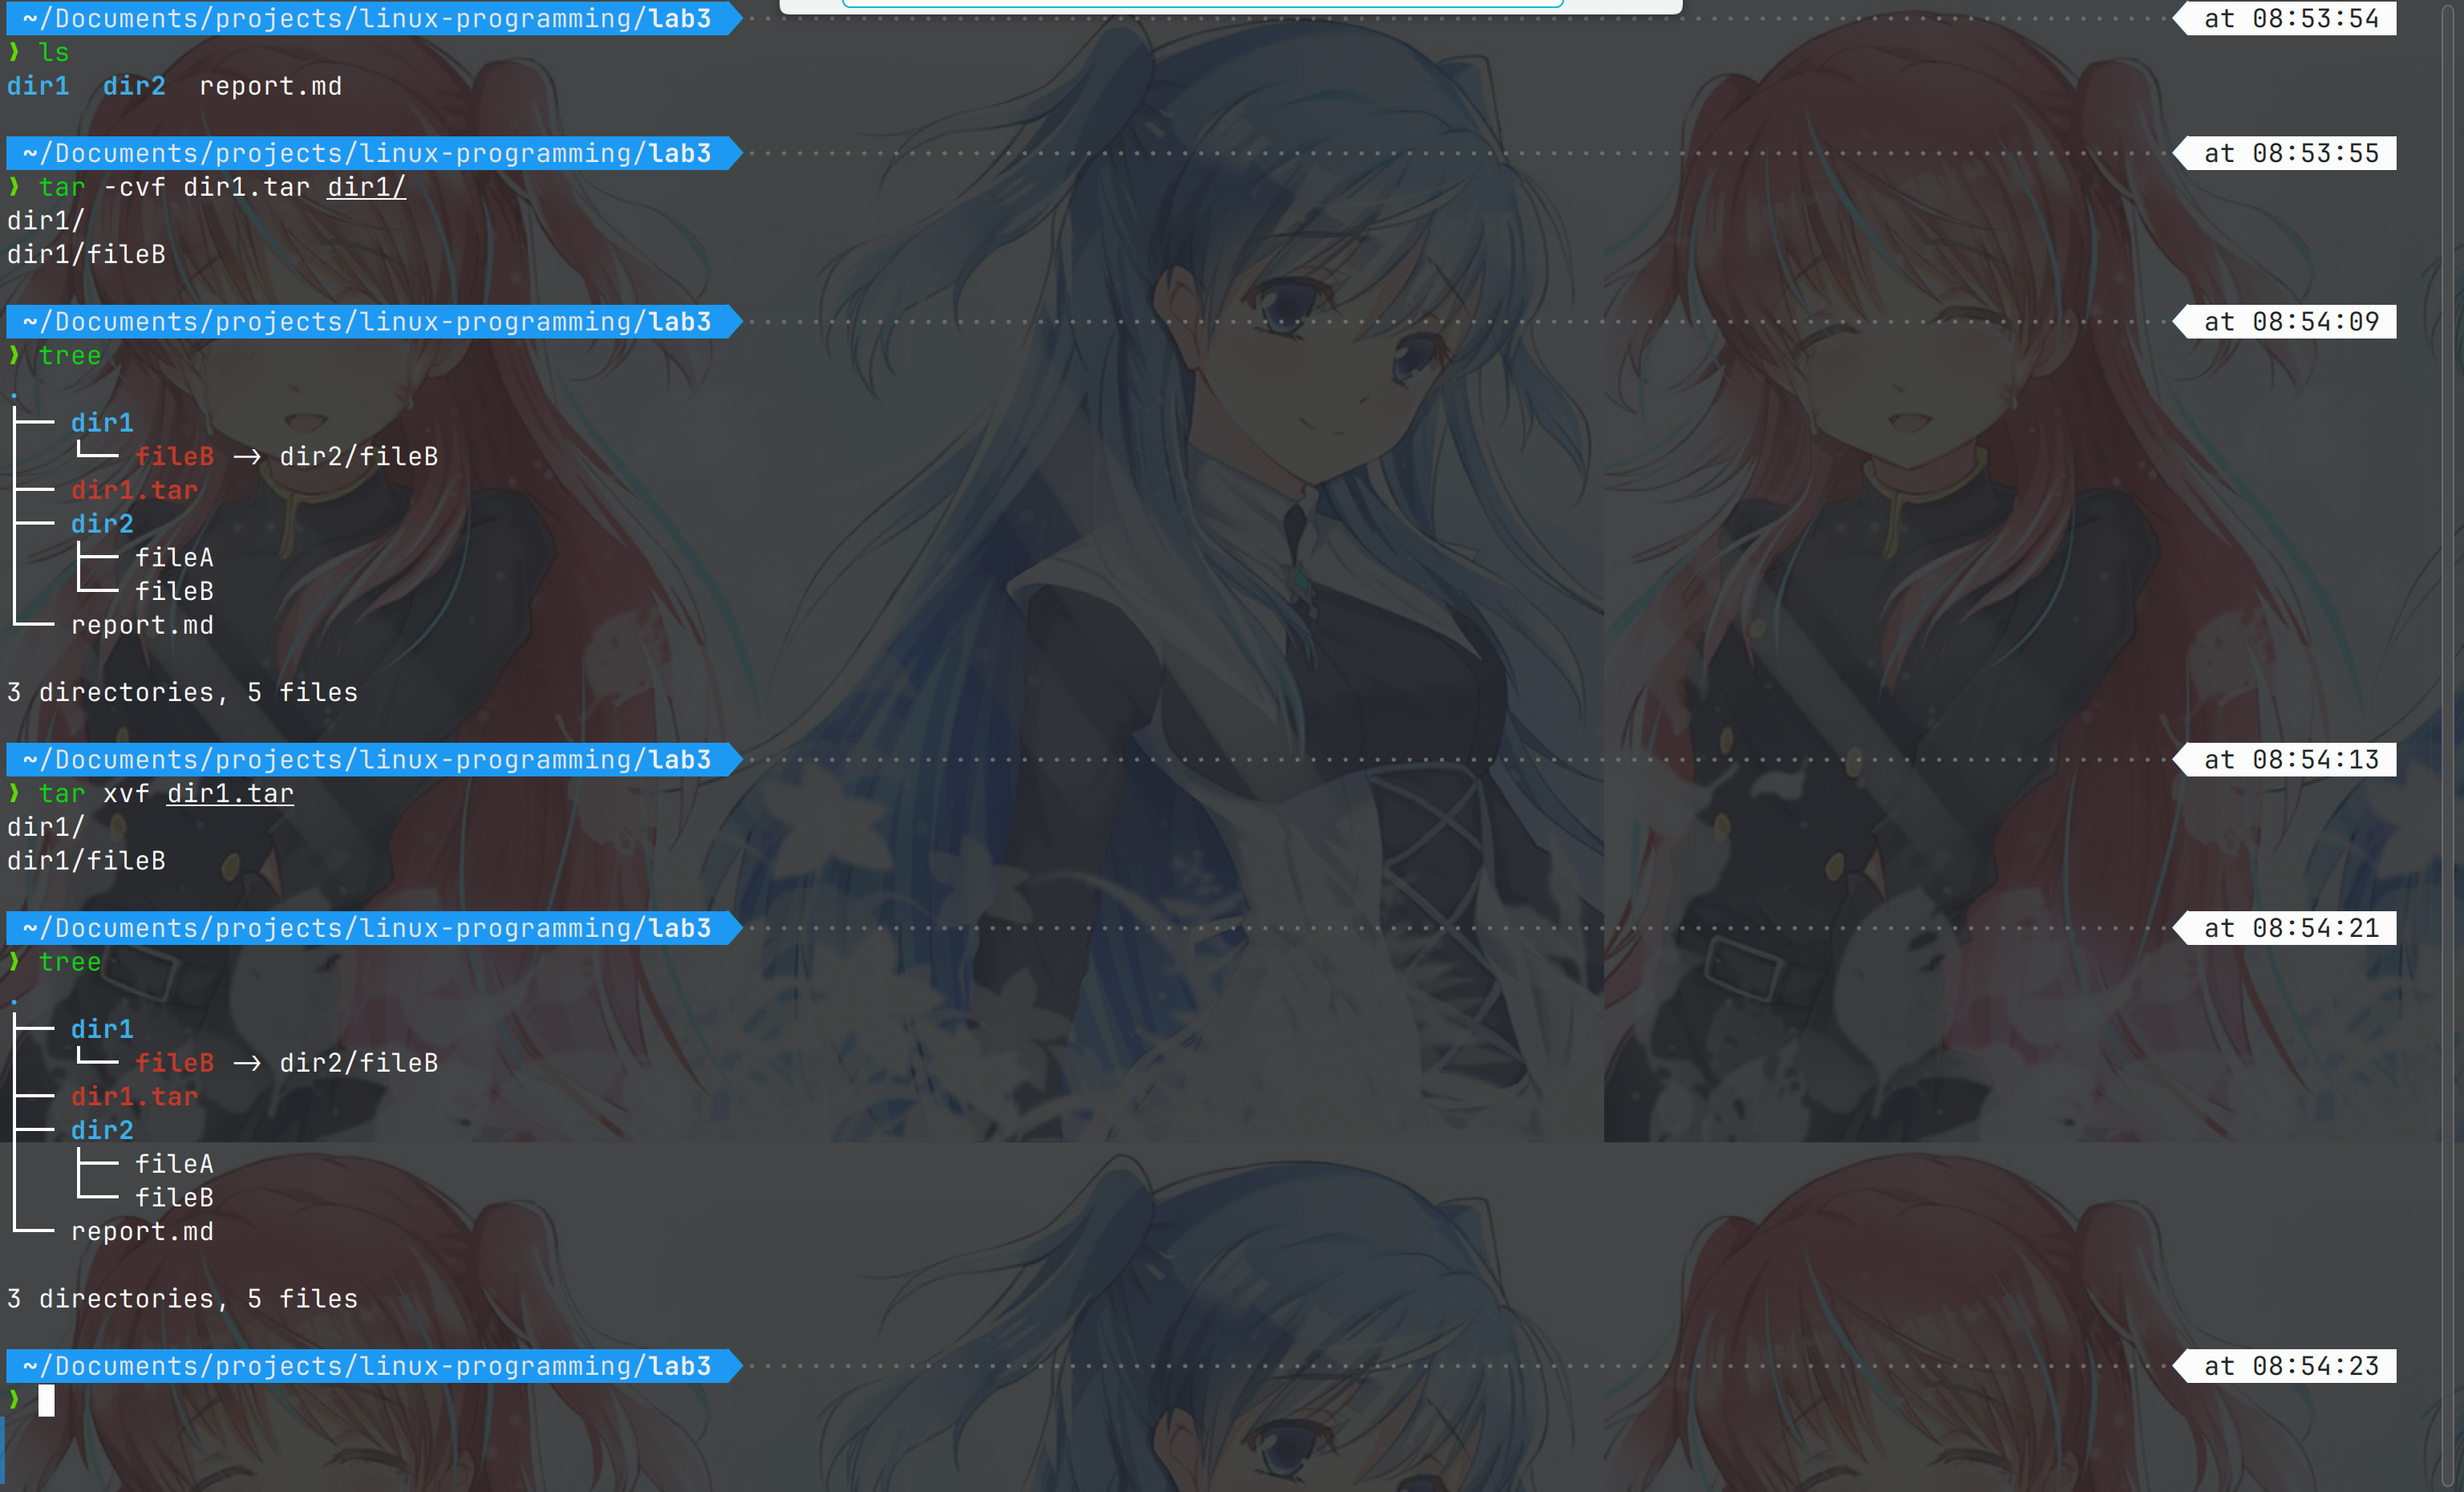 ~/Documents/projects/linux-programming/lab3 at 08:53:54
❯ ls
dir1  dir2  report.md
~/Documents/projects/linux-programming/lab3 at 08:53:55
❯ tar -cvf dir1.tar dir1/
dir1/
dir1/fileB
~/Documents/projects/linux-programming/lab3 at 08:54:09
❯ tree
.
├── dir1
│   └── fileB -> dir2/fileB
├── dir1.tar
├── dir2
│   ├── fileA
│   └── fileB
└── report.md
3 directories, 5 files
~/Documents/projects/linux-programming/lab3 at 08:54:13
❯ tar xvf dir1.tar
dir1/
dir1/fileB
~/Documents/projects/linux-programming/lab3 at 08:54:21
❯ tree
.
├── dir1
│   └── fileB -> dir2/fileB
├── dir1.tar
├── dir2
│   ├── fileA
│   └── fileB
└── report.md
3 directories, 5 files
~/Documents/projects/linux-programming/lab3 at 08:54:23
❯